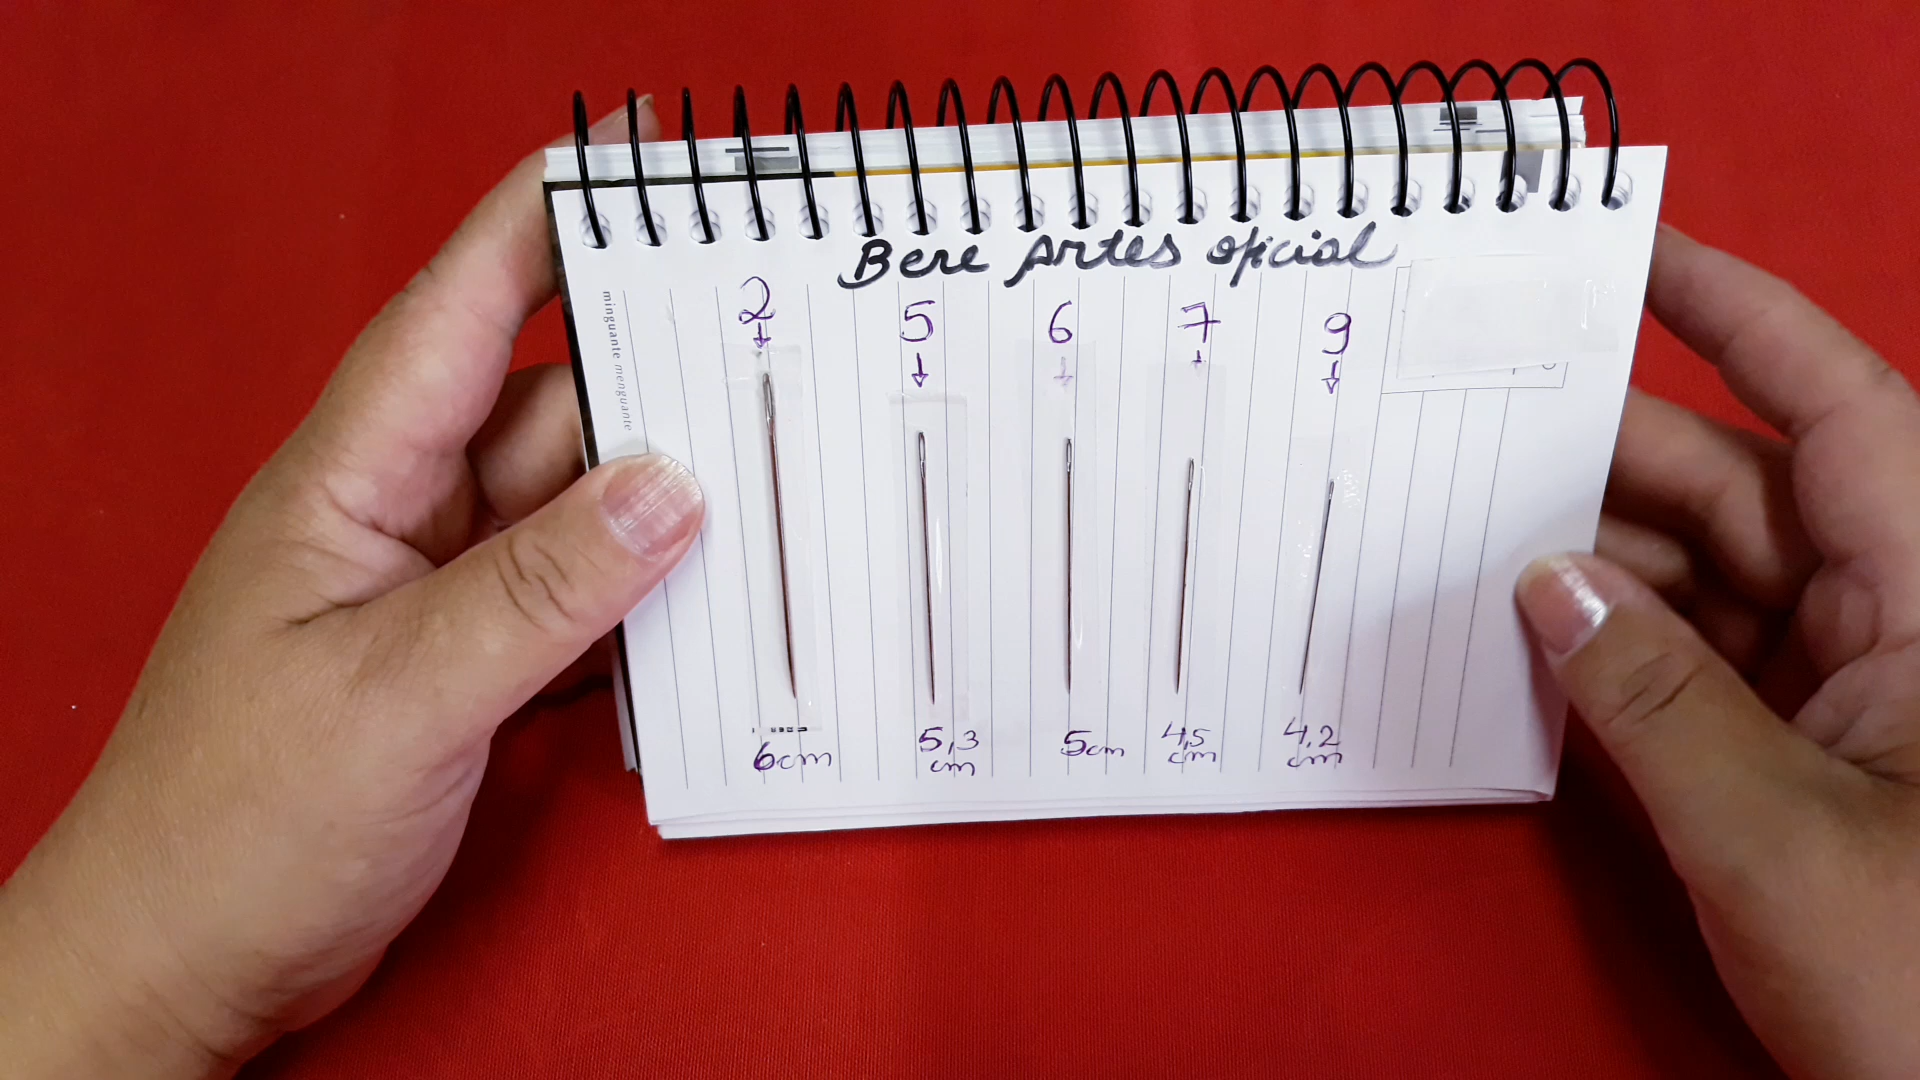 Bere Artes oficial
minguante menguante
2 5 6 7 9
6cm 5,3 cm 5cm 4,5 cm 4,2 cm